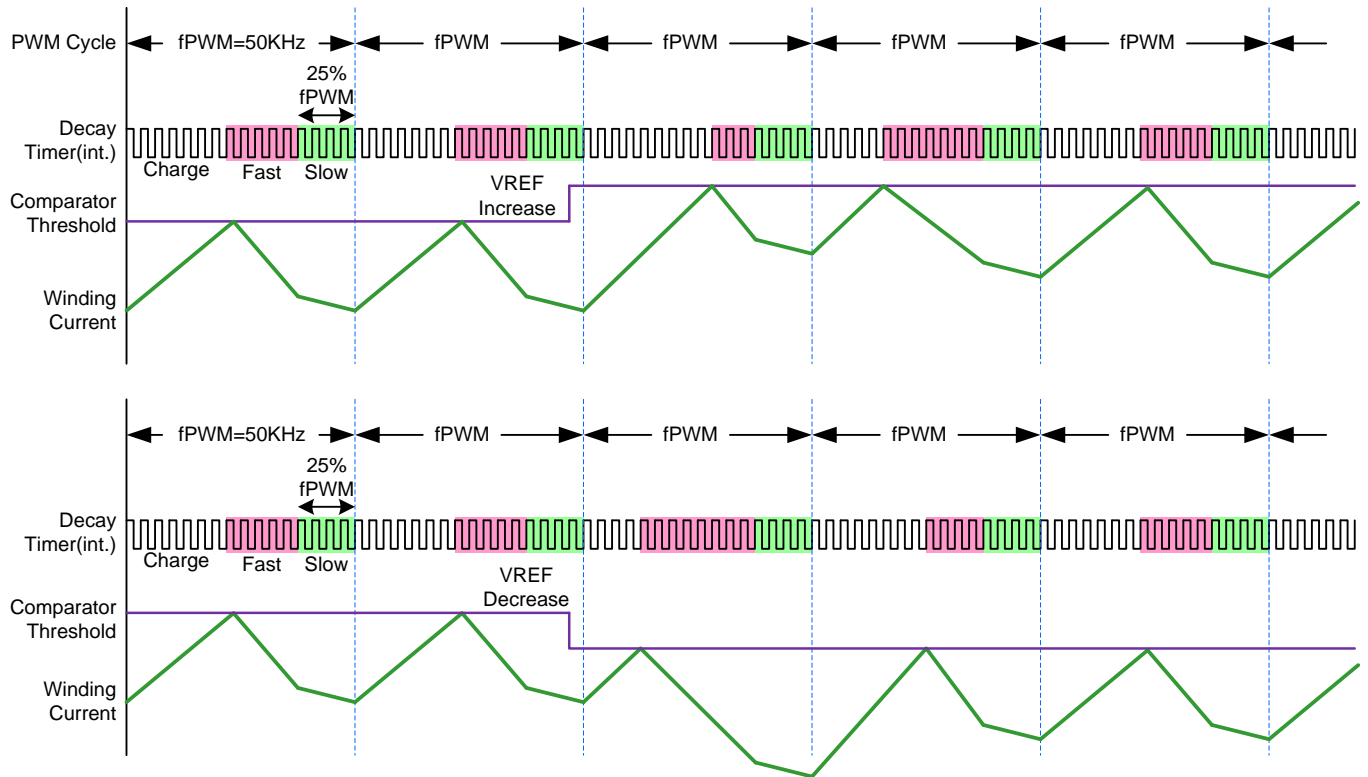 PWM Cycle
fPWM=50KHz
fPWM
fPWM
fPWM
fPWM
25%
fPWM
Decay
Timer(int.)
Charge
Fast
Slow
Comparator
Threshold
VREF
Increase
Winding
Current
fPWM=50KHz
fPWM
fPWM
fPWM
fPWM
25%
fPWM
Decay
Timer(int.)
Charge
Fast
Slow
Comparator
Threshold
VREF
Decrease
Winding
Current